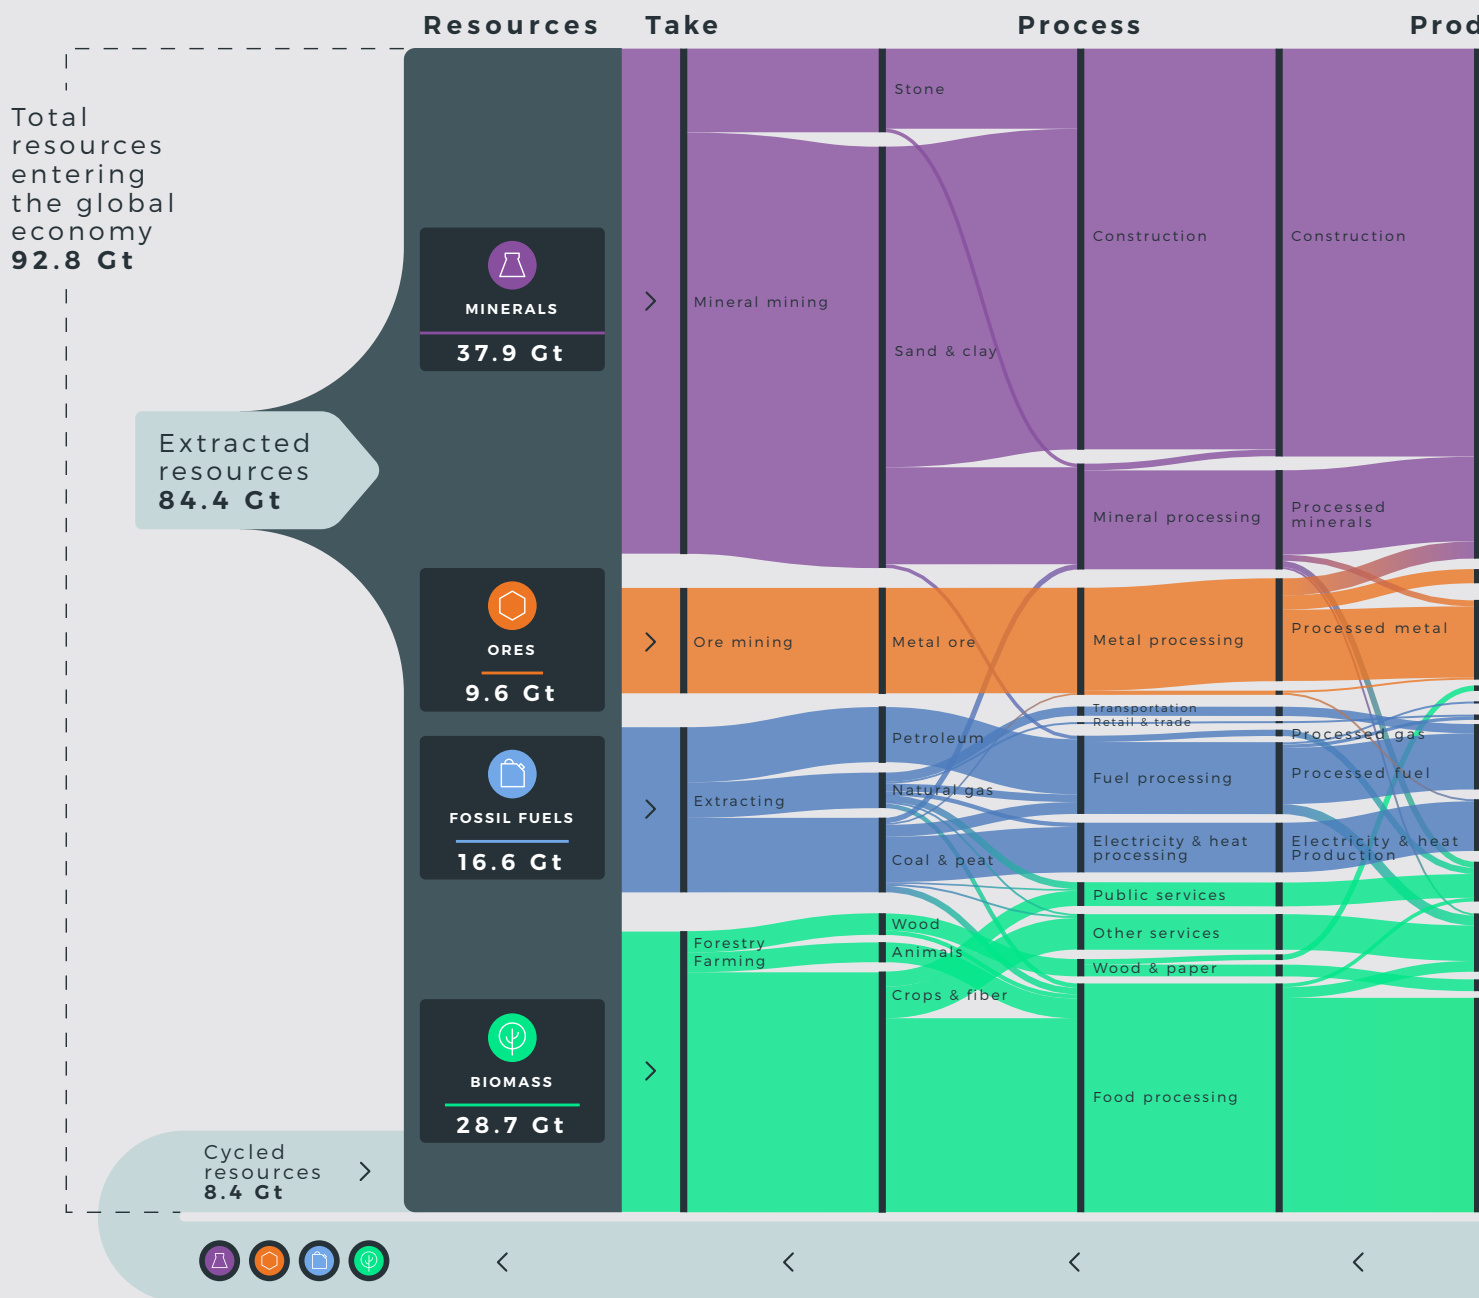 Resources
Take
Process
Prod
Total
resources
entering
the global
economy
92.8 Gt
Extracted
resources
84.4 Gt
Cycled
resources
8.4 Gt
MINERALS
37.9 Gt
ORES
9.6 Gt
FOSSIL FUELS
16.6 Gt
BIOMASS
28.7 Gt
Mineral mining
Ore mining
Extracting
Forestry
Farming
Stone
Sand & clay
Metal ore
Petroleum
Natural gas
Coal & peat
Wood
Animals
Crops & fiber
Construction
Mineral processing
Metal processing
Transportation
Retail & trade
Fuel processing
Electricity & heat
processing
Public services
Other services
Wood & paper
Food processing
Construction
Processed
minerals
Processed metal
Processed gas
Processed fuel
Electricity & heat
Production